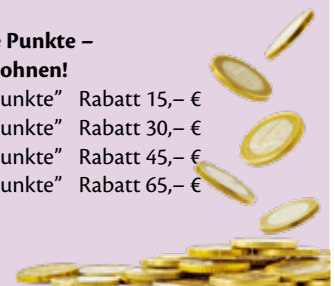 Punkte –
ohnen!
unkte” Rabatt 15,– €
unkte” Rabatt 30,– €
unkte” Rabatt 45,– €
unkte” Rabatt 65,– €